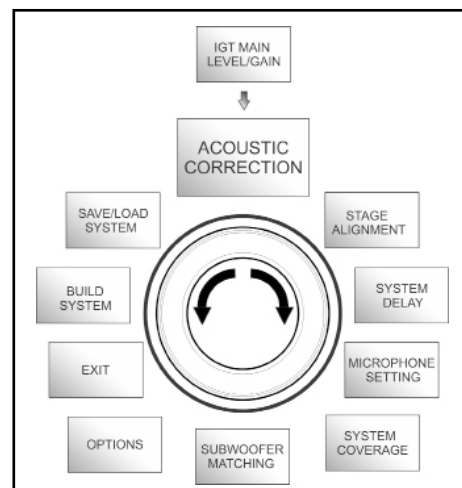 IGT MAIN
LEVEL/GAIN
ACOUSTIC
CORRECTION
SAVE/LOAD
SYSTEM
STAGE
ALIGNMENT
BUILD
SYSTEM
SYSTEM
DELAY
EXIT
MICROPHONE
SETTING
OPTIONS
SUBWOOFER
MATCHING
SYSTEM
COVERAGE